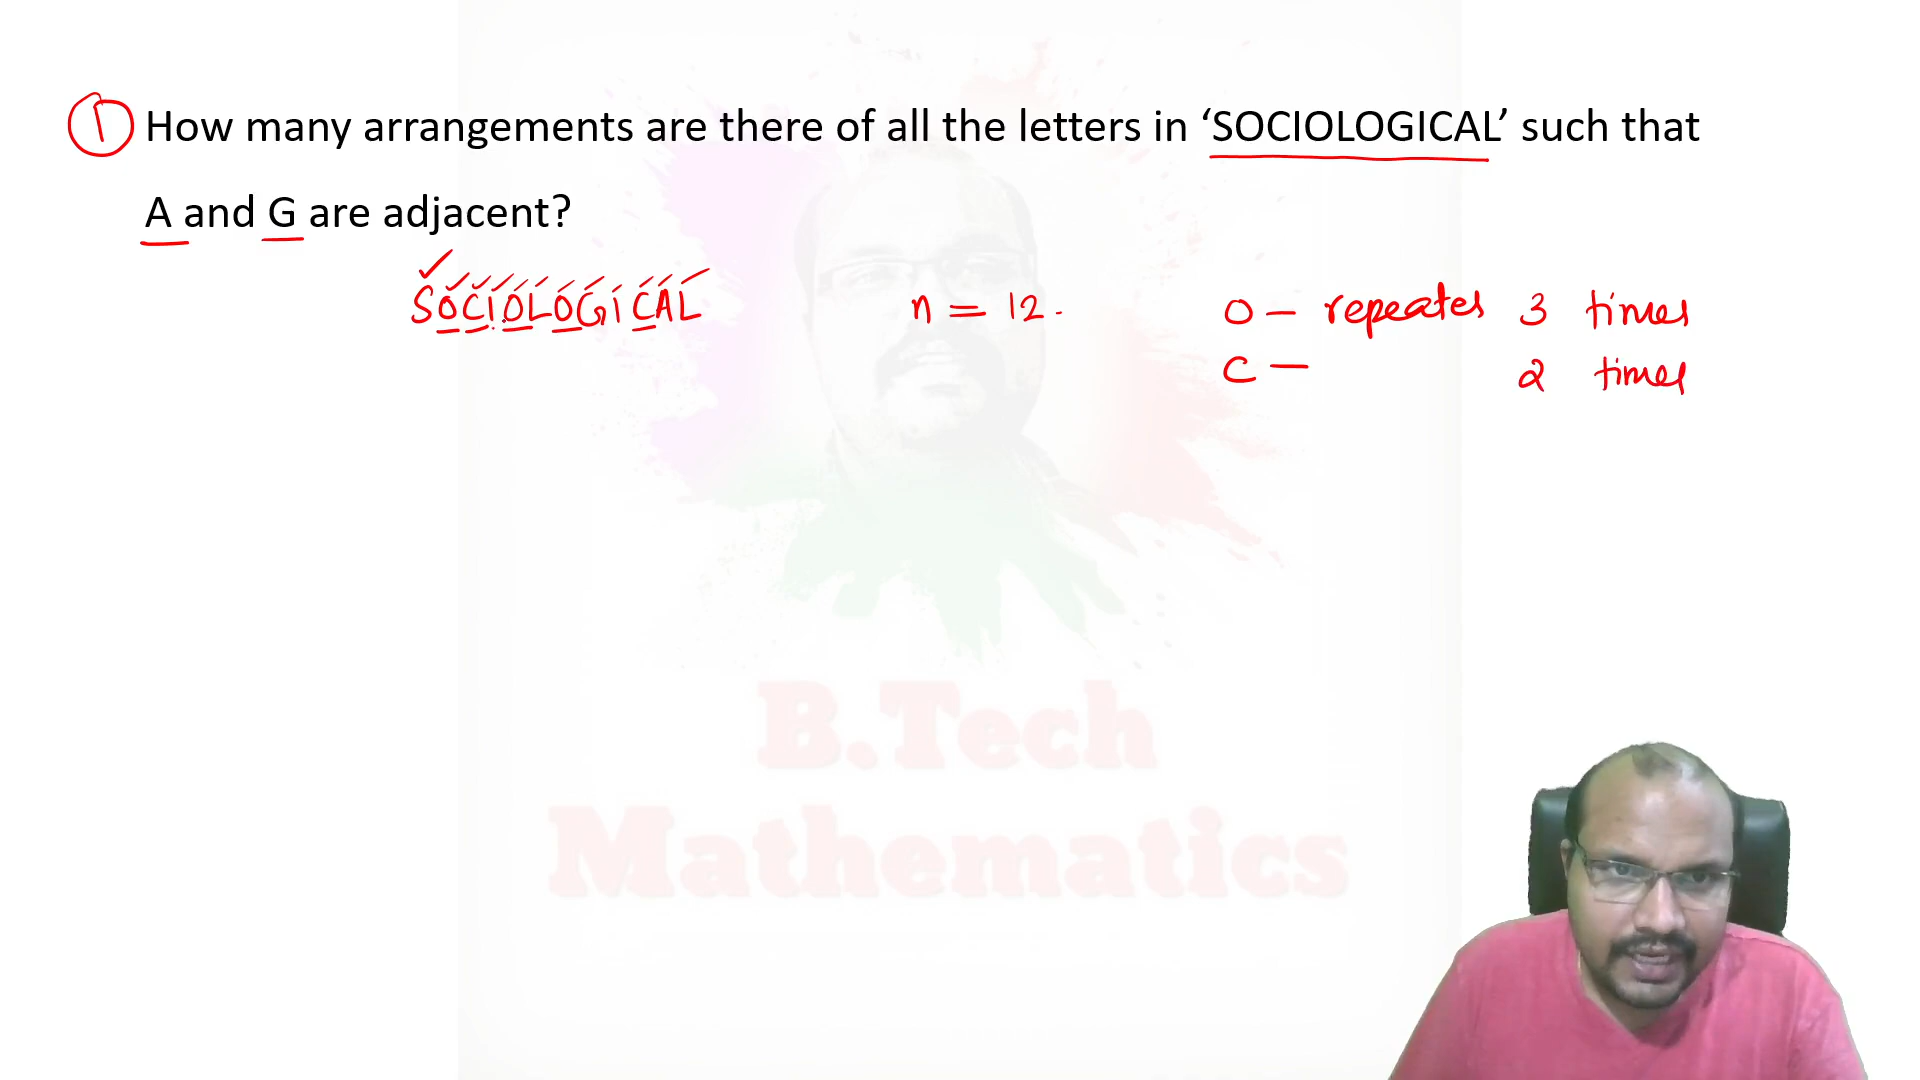 1 How many arrangements are there of all the letters in ‘SOCIOLOGICAL’ such that
A and G are adjacent?
SOCIOLOGICAL n = 12. O – repeates 3 times
C – 2 times
B.Tech
Mathematics